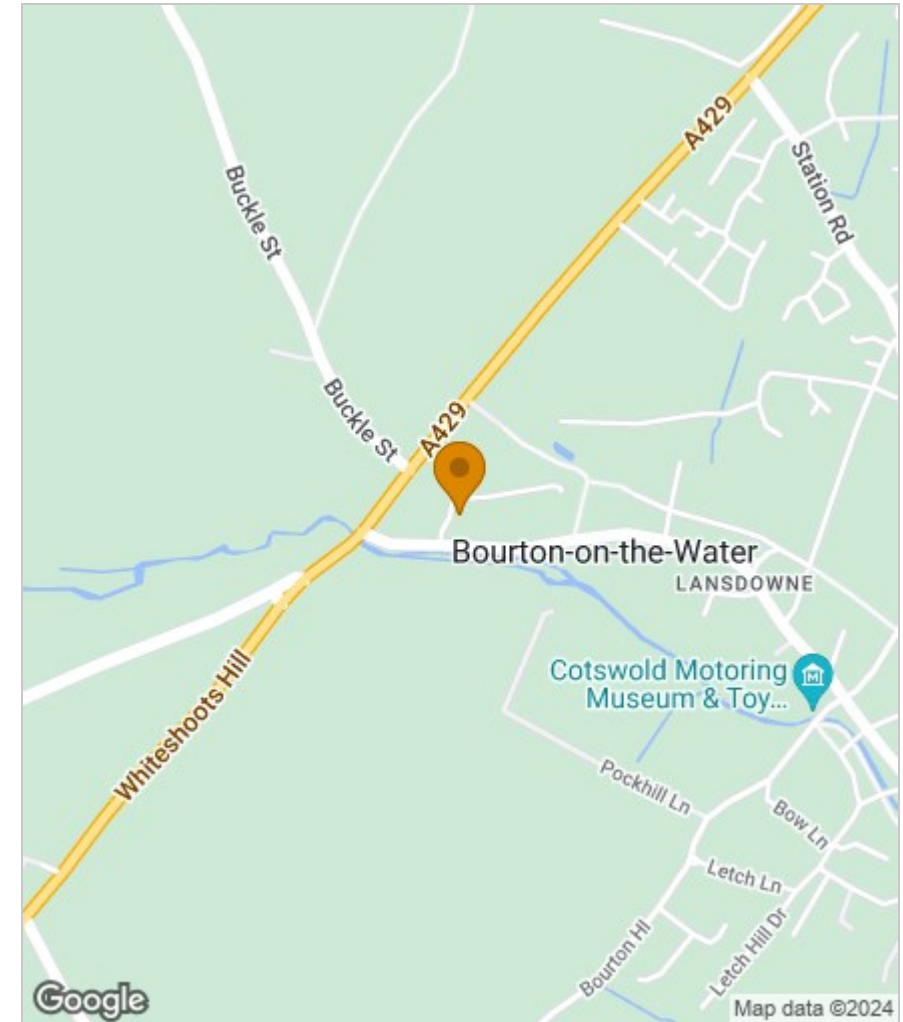 A429
Station Rd
Buckle St
Buckle St
A429
Bourton-on-the-Water
LANSDOWNE
Cotswold Motoring
Museum & Toy...
M
Whiteshoots Hill
Pockhill Ln
Bow Ln
Letch Ln
Letch Hill Dr
Bourton Hl
Google
Map data ©2024